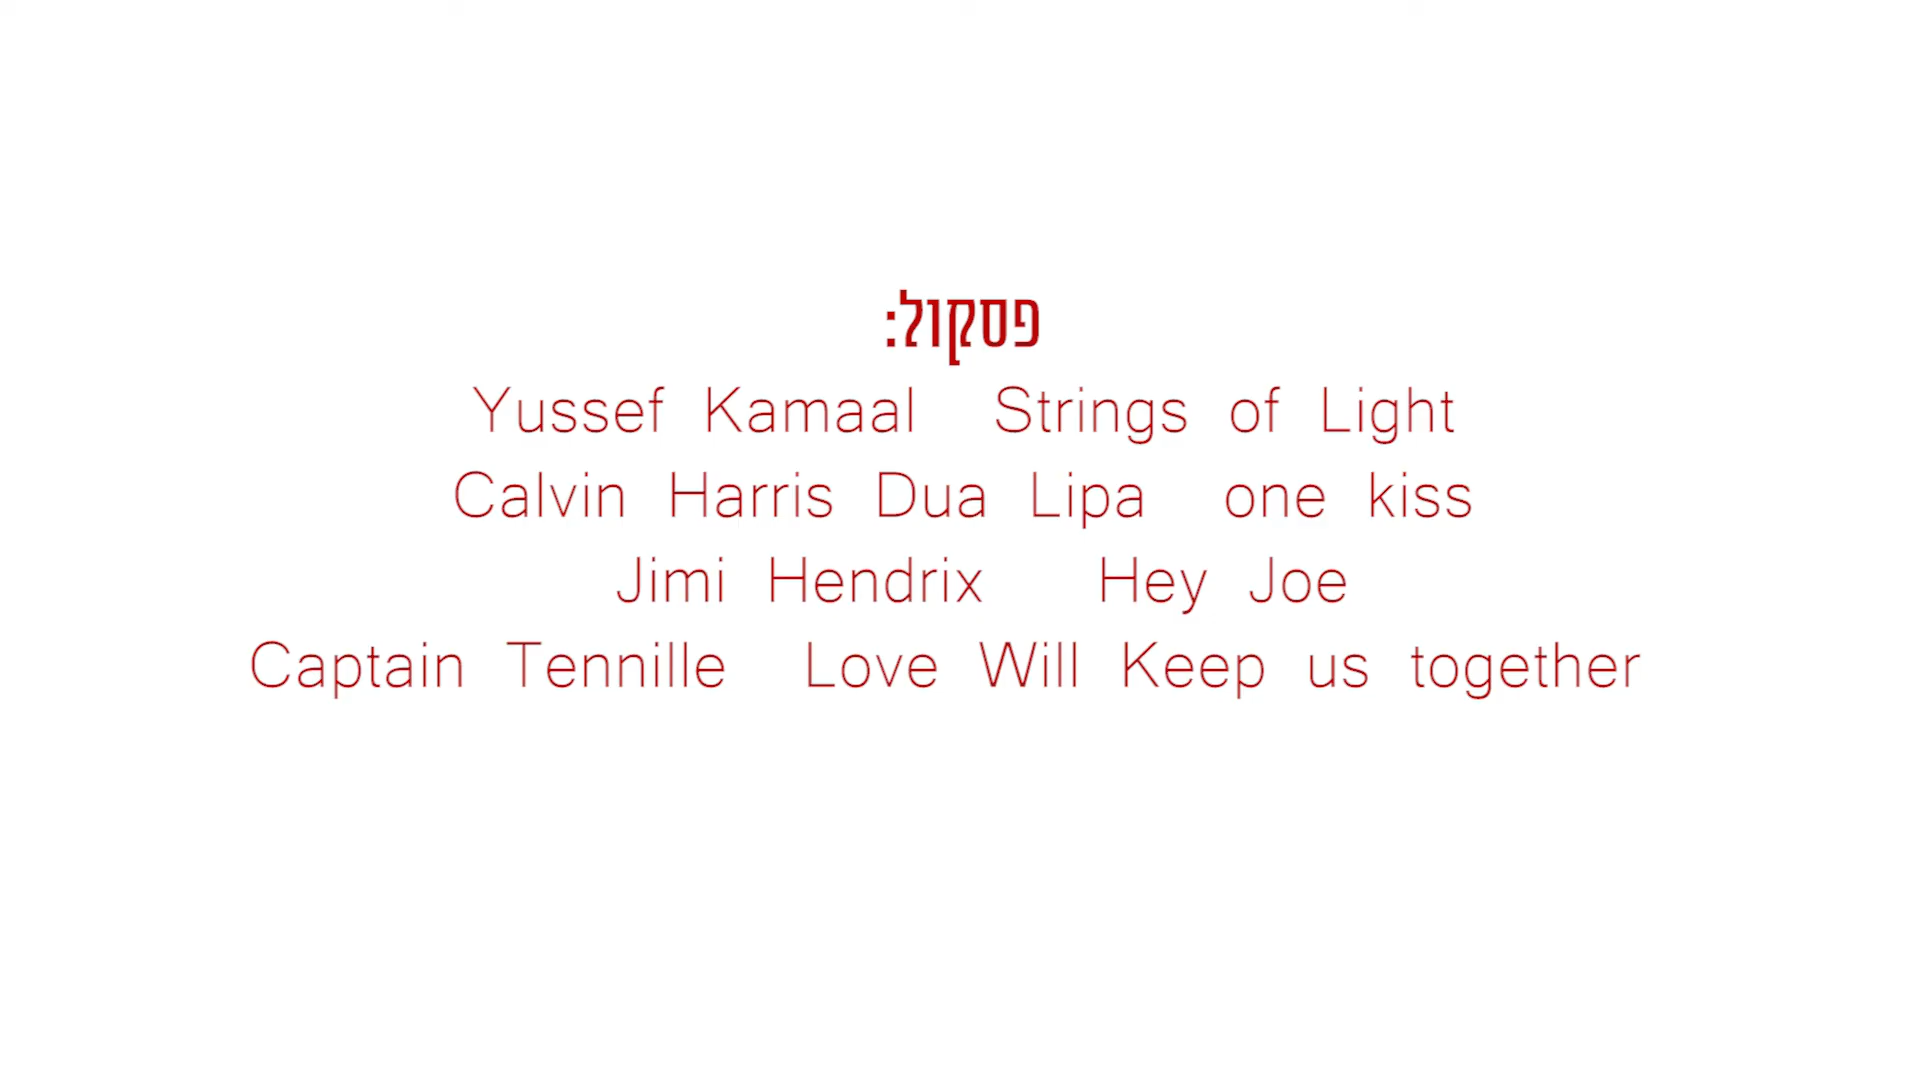 פסקול:
Yussef Kamaal Strings of Light
Calvin Harris Dua Lipa one kiss
Jimi Hendrix Hey Joe
Captain Tennille Love Will Keep us together